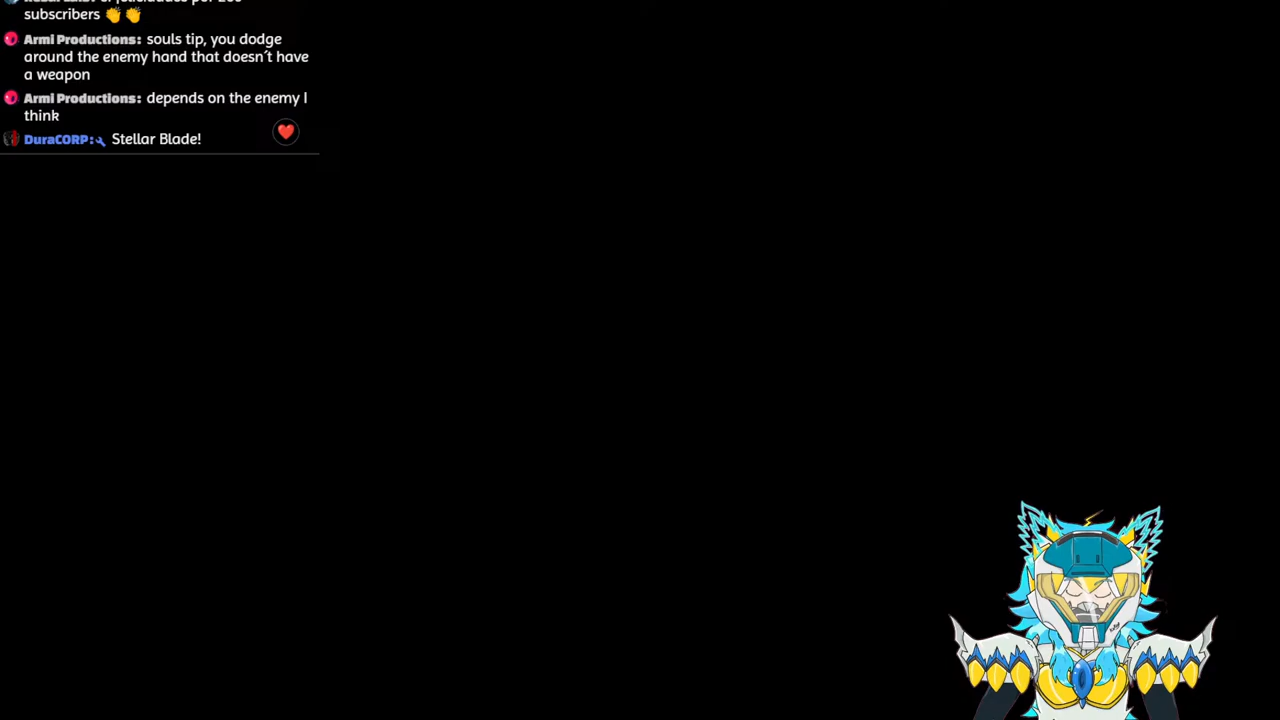 subscribers 👏👏
Armi Productions: souls tip, you dodge
around the enemy hand that doesn't have
a weapon
Armi Productions: depends on the enemy I
think
DuraCORP: Stellar Blade!